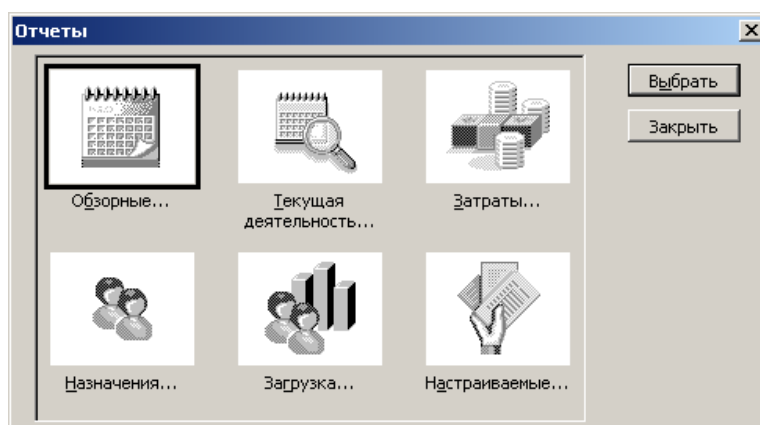 Отчеты
Выбрать
Закрыть
Обзорные...
Текущая
деятельность...
Затраты...
Назначения...
Загрузка...
Настраиваемые...